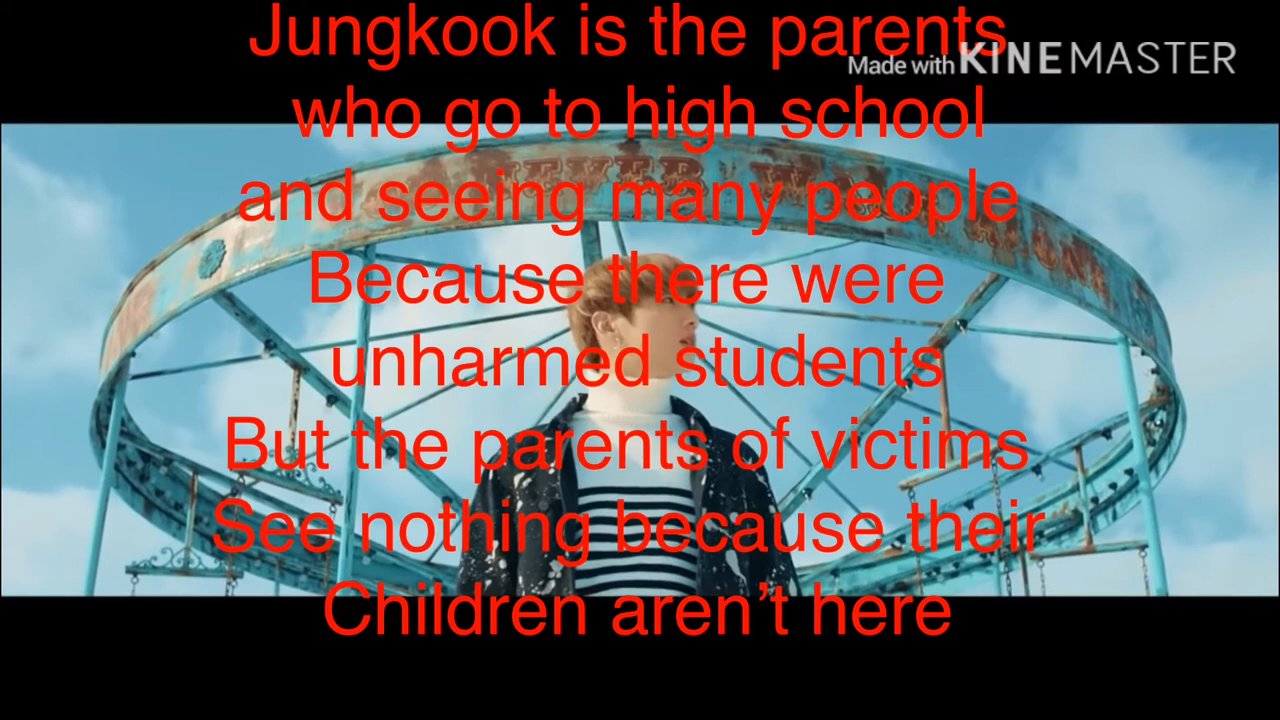 Jungkook is the parents
Made with KINEMASTER
who go to high school
and seeing many people
Because there were
unharmed students
But the parents of victims
See nothing because their
Children aren’t here